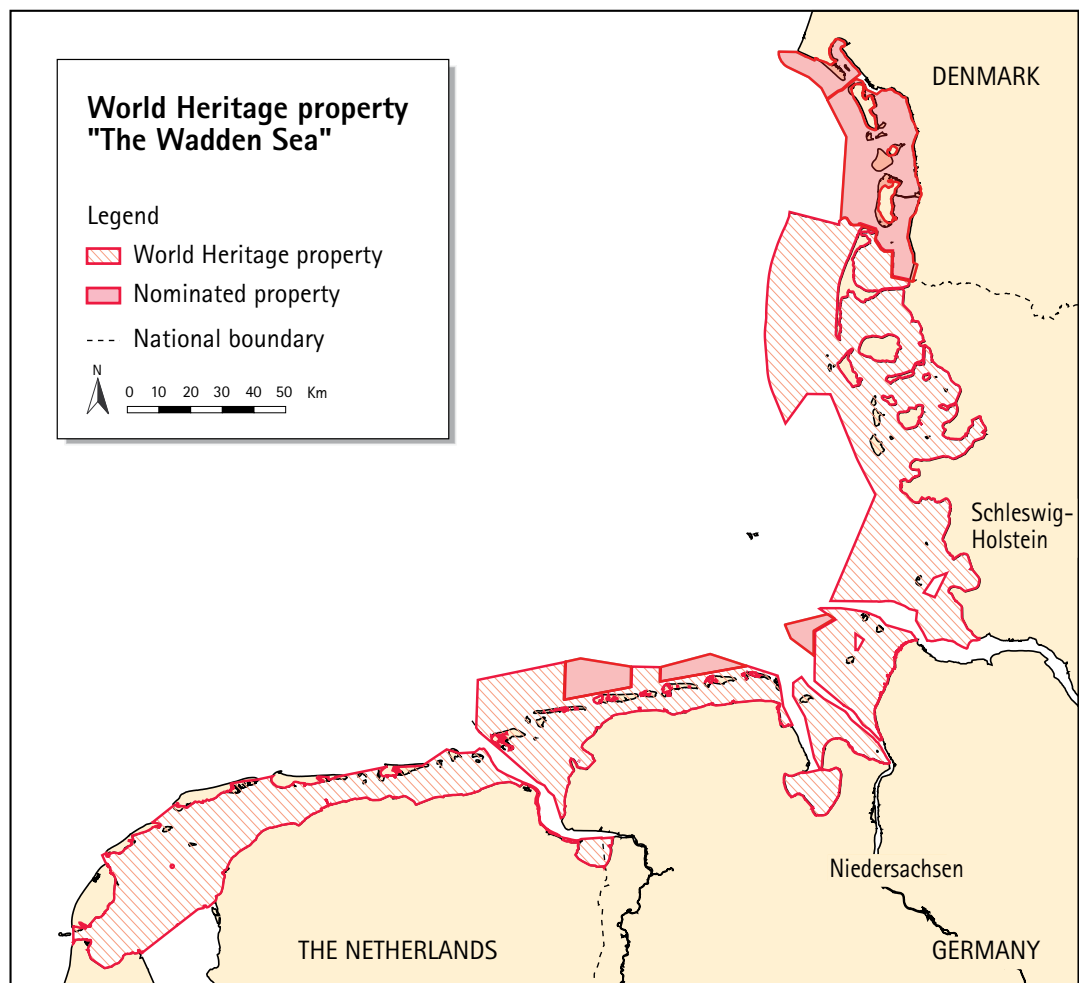 World Heritage property
"The Wadden Sea"
Legend
World Heritage property
Nominated property
National boundary
N
0 10 20 30 40 50 Km
DENMARK
Schleswig-
Holstein
Niedersachsen
THE NETHERLANDS
GERMANY